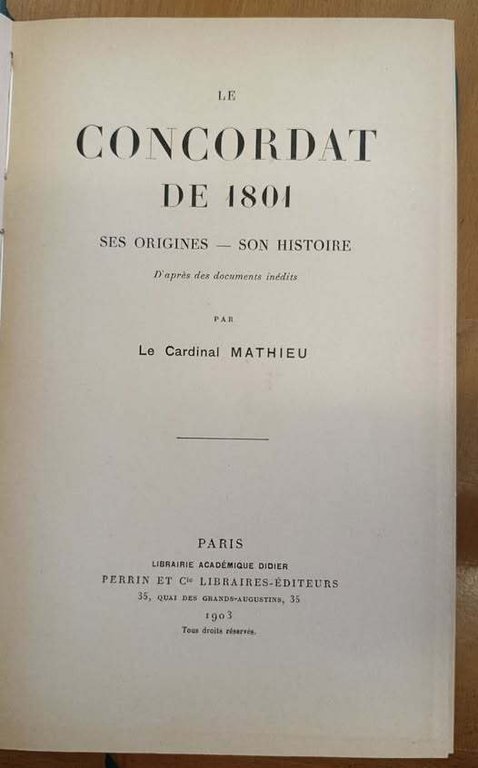 LE
CONCORDAT
DE 1801
SES ORIGINES — SON HISTOIRE
D'après des documents inédits
PAR
Le Cardinal MATHIEU
PARIS
LIBRAIRIE ACADÉMIQUE DIDIER
PERRIN ET Cie LIBRAIRES-ÉDITEURS
35, QUAI DES GRANDS-AUGUSTINS, 35
1903
Tous droits réservés.